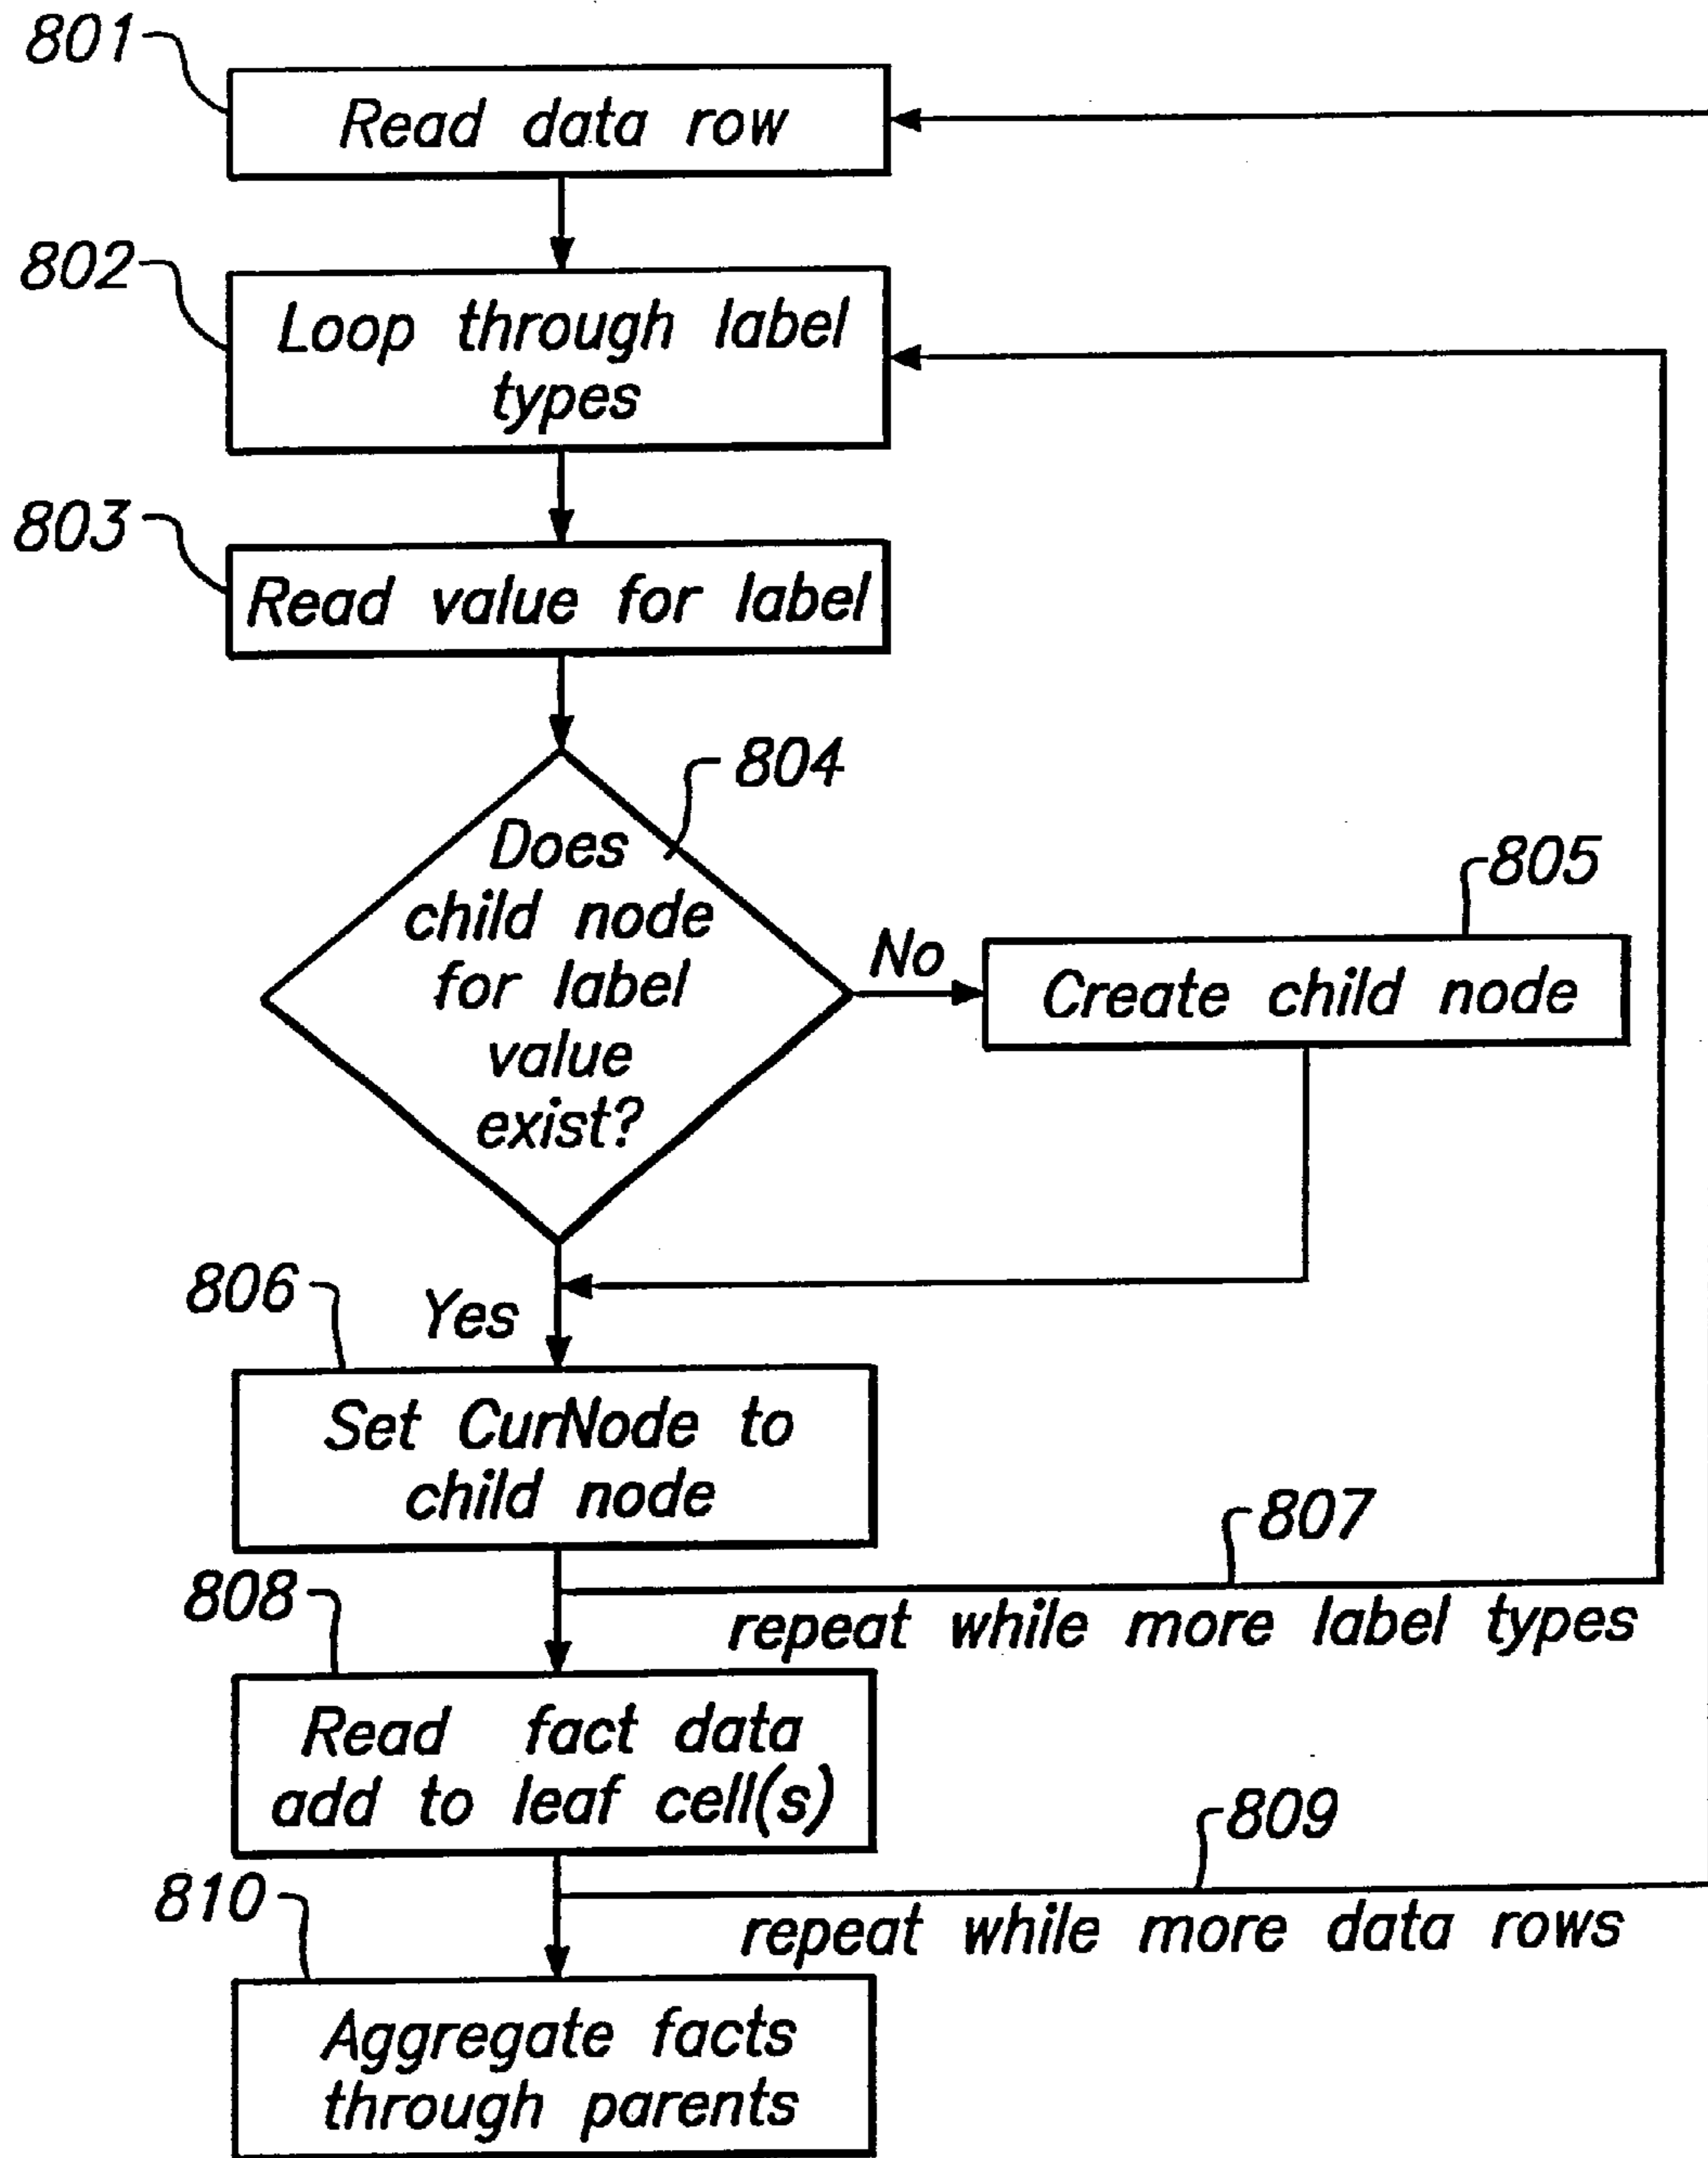 801
Read data row
802
Loop through label
types
803
Read value for label
804
Does
child node
for label
value
exist?
No
805
Create child node
806
Yes
Set CurNode to
child node
807
repeat while more label types
808
Read fact data
add to leaf cell(s)
809
repeat while more data rows
810
Aggregate facts
through parents